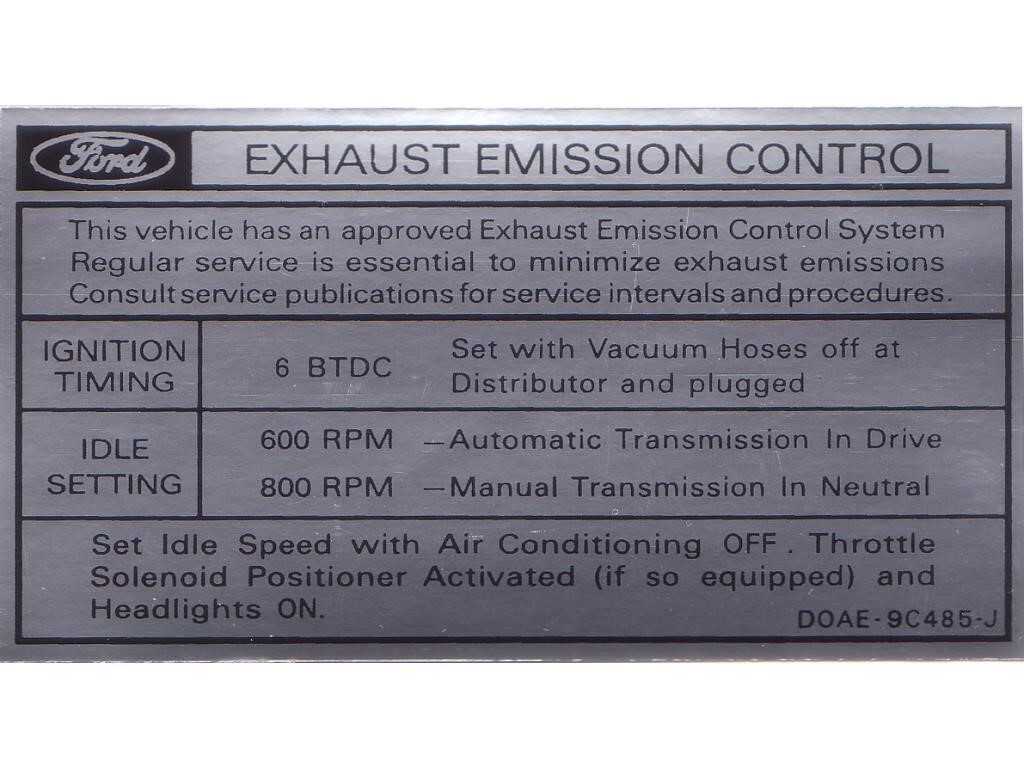 Ford EXHAUST EMISSION CONTROL
This vehicle has an approved Exhaust Emission Control System
Regular service is essential to minimize exhaust emissions
Consult service publications for service intervals and procedures.
IGNITION TIMING
6 BTDC
Set with Vacuum Hoses off at
Distributor and plugged
IDLE SETTING
600 RPM —Automatic Transmission In Drive
800 RPM —Manual Transmission In Neutral
Set Idle Speed with Air Conditioning OFF. Throttle
Solenoid Positioner Activated (if so equipped) and
Headlights ON.
DOAE-9C485-J